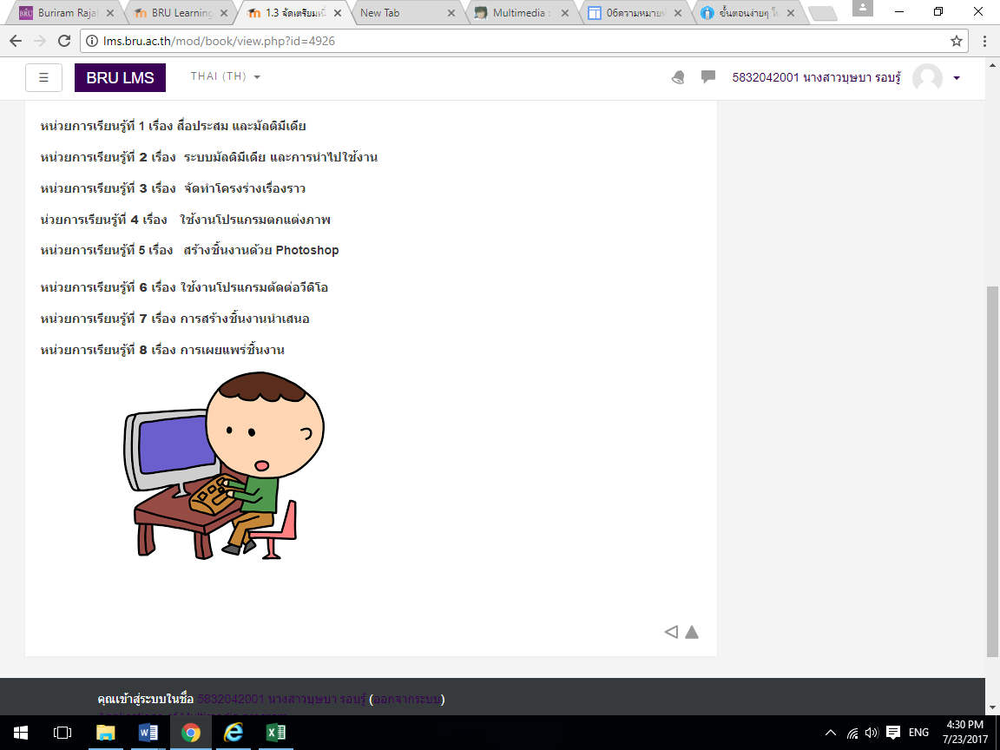 Buriram Raja
BRU Learning
1.3 จัดเตรียมเนื้
New Tab
Multimedia
06ความหมายข
ขั้นตอนง่ายๆ ใ
lms.bru.ac.th/mod/book/view.php?id=4926
BRU LMS
THAI (TH)
5832042001 นางสาวบุษบา รอบรู้
หน่วยการเรียนรู้ที่ 1 เรื่อง สื่อประสม และมัลติมีเดีย
หน่วยการเรียนรู้ที่ 2 เรื่อง ระบบมัลติมีเดีย และการนำไปใช้งาน
หน่วยการเรียนรู้ที่ 3 เรื่อง จัดทำโครงร่างเรื่องราว
น่วยการเรียนรู้ที่ 4 เรื่อง ใช้งานโปรแกรมตกแต่งภาพ
หน่วยการเรียนรู้ที่ 5 เรื่อง สร้างชิ้นงานด้วย Photoshop
หน่วยการเรียนรู้ที่ 6 เรื่อง ใช้งานโปรแกรมตัดต่อวีดิโอ
หน่วยการเรียนรู้ที่ 7 เรื่อง การสร้างชิ้นงานนำเสนอ
หน่วยการเรียนรู้ที่ 8 เรื่อง การเผยแพร่ชิ้นงาน
คุณเข้าสู่ระบบในชื่อ 5832042001 นางสาวบุษบา รอบรู้ (ออกจากระบบ)
ENG
4:30 PM
7/23/2017